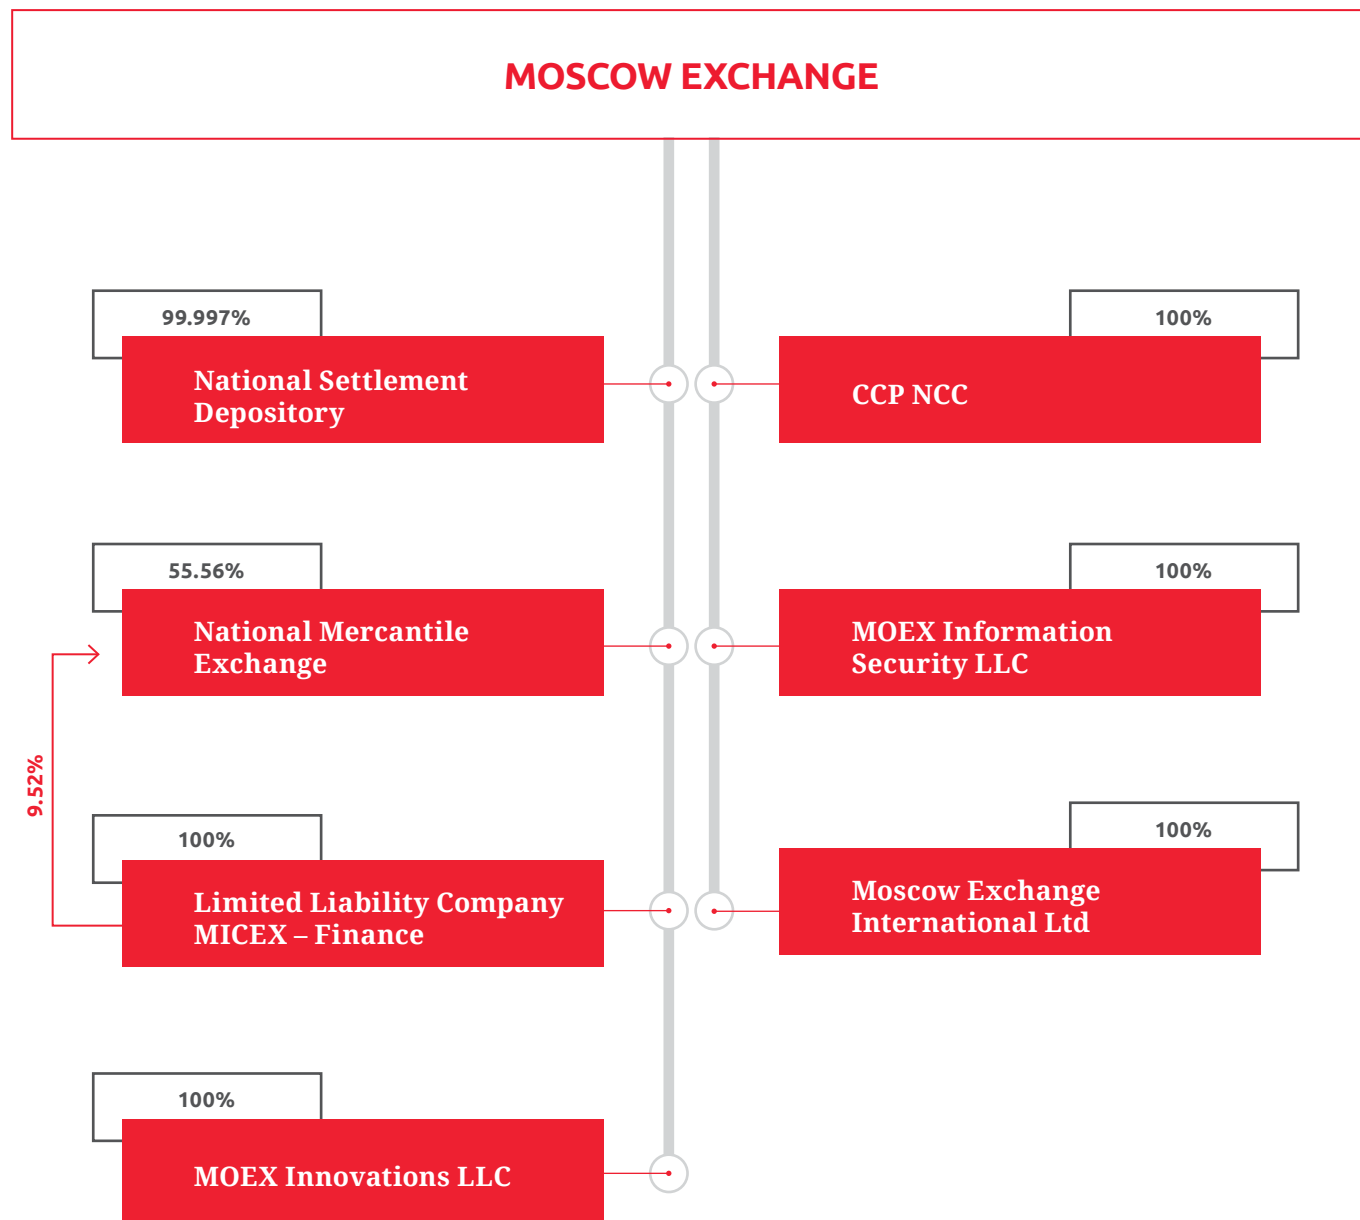 MOSCOW EXCHANGE
99.997%
National Settlement
Depository
100%
CCP NCC
55.56%
National Mercantile
Exchange
100%
MOEX Information
Security LLC
9.52%
100%
Limited Liability Company
MICEX – Finance
100%
Moscow Exchange
International Ltd
100%
MOEX Innovations LLC